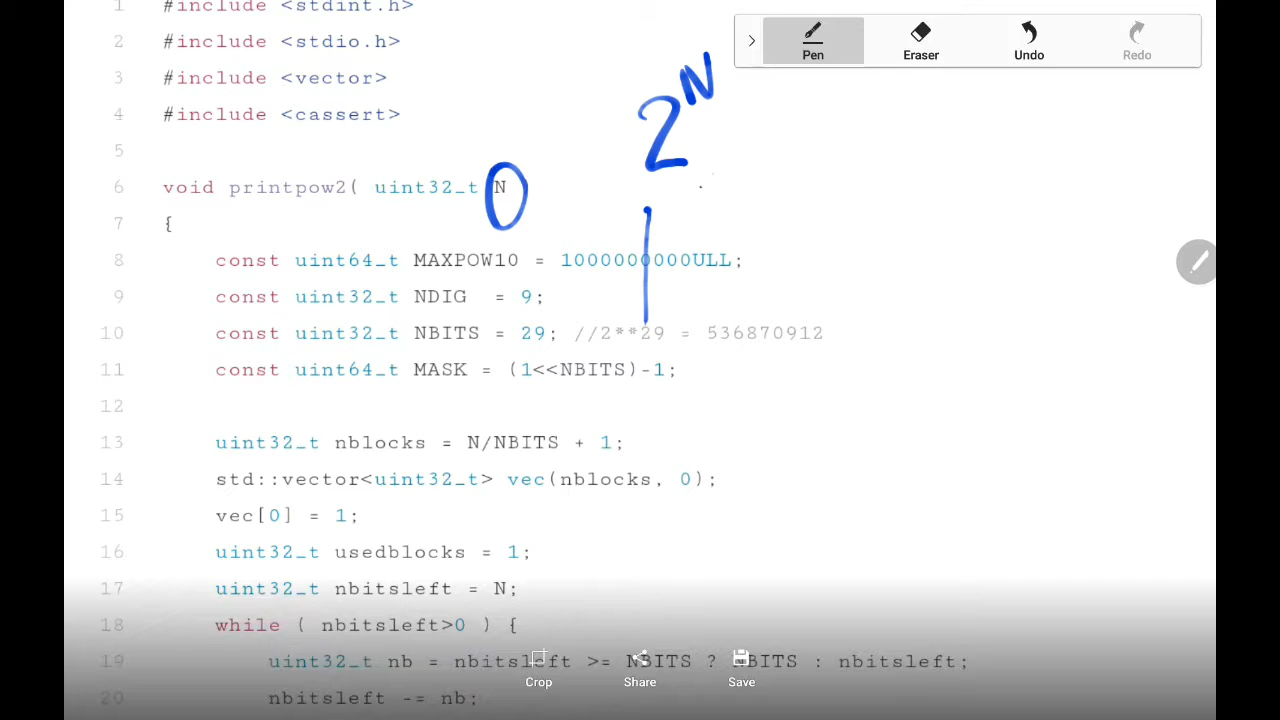 1 #include <stdint.h>
2 #include <stdio.h>
3 #include <vector>
4 #include <cassert>
5
6 void printpow2( uint32_t N
7 {
8 const uint64_t MAXPOW10 = 1000000000ULL;
9 const uint32_t NDIG = 9;
10 const uint32_t NBITS = 29; //2**29 = 536870912
11 const uint64_t MASK = (1<<NBITS)-1;
12
13 uint32_t nblocks = N/NBITS + 1;
14 std::vector<uint32_t> vec(nblocks, 0);
15 vec[0] = 1;
16 uint32_t usedblocks = 1;
17 uint32_t nbitsleft = N;
18 while ( nbitsleft>0 ) {
19 uint32_t nb = nbitsleft >= NBITS ? NBITS : nbitsleft;
20 nbitsleft -= nb;
2^N
Pen Eraser Undo Redo
Crop Share Save